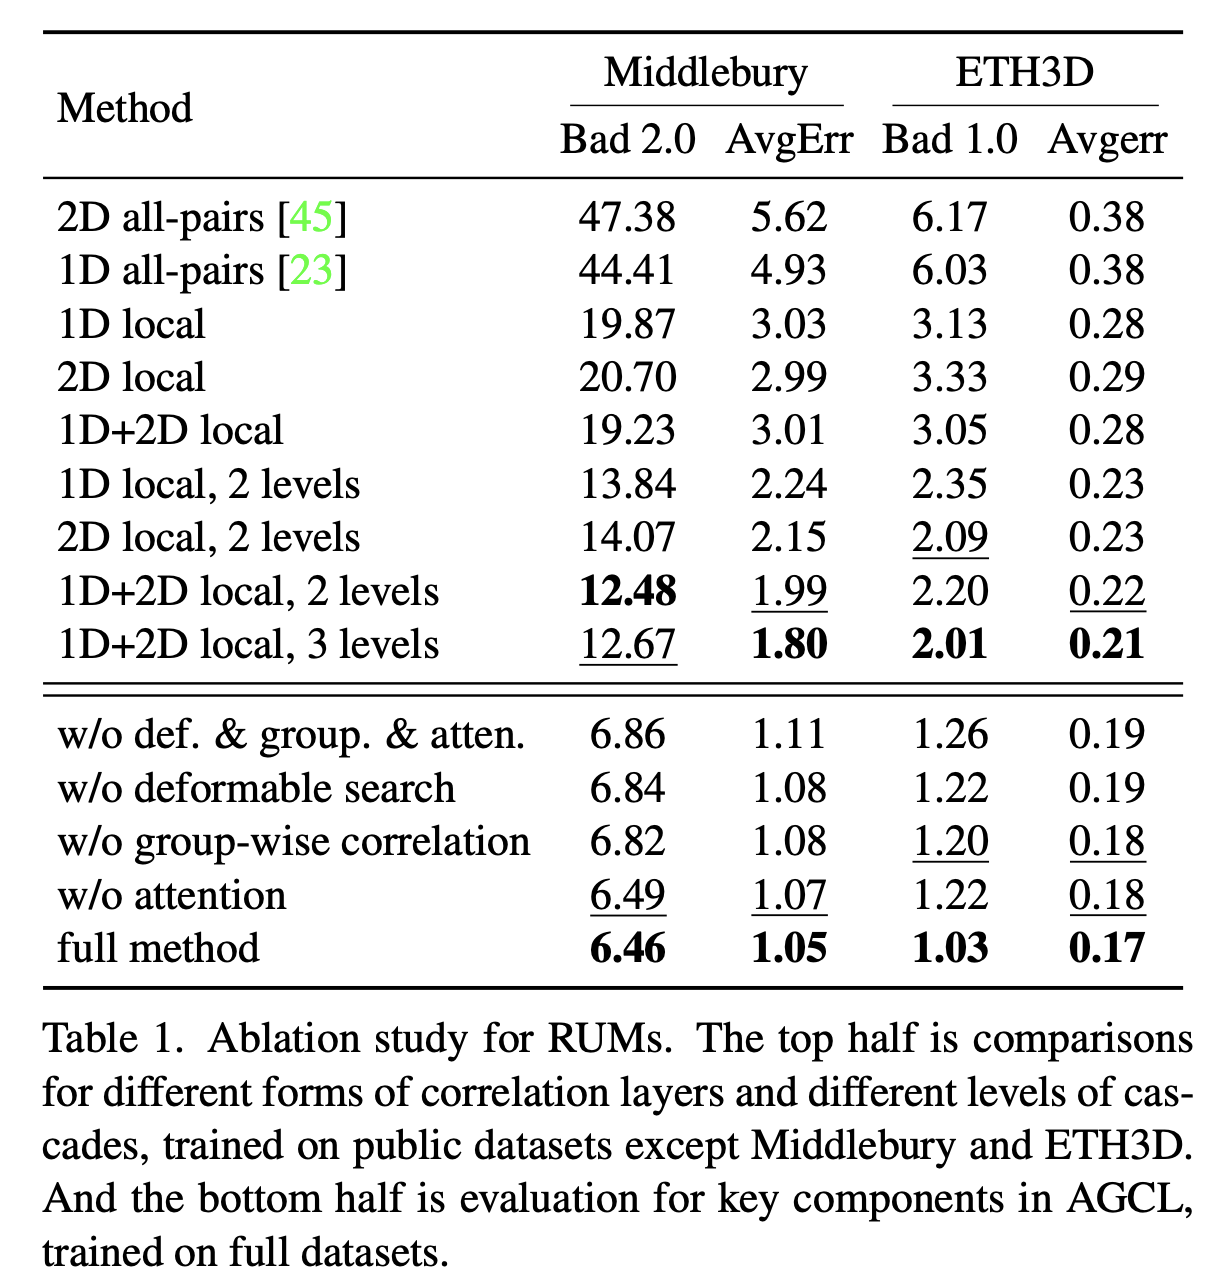 Method Middlebury ETH3D
Bad 2.0 AvgErr Bad 1.0 Avgerr
2D all-pairs [45] 47.38 5.62 6.17 0.38
1D all-pairs [23] 44.41 4.93 6.03 0.38
1D local 19.87 3.03 3.13 0.28
2D local 20.70 2.99 3.33 0.29
1D+2D local 19.23 3.01 3.05 0.28
1D local, 2 levels 13.84 2.24 2.35 0.23
2D local, 2 levels 14.07 2.15 2.09 0.23
1D+2D local, 2 levels 12.48 1.99 2.20 0.22
1D+2D local, 3 levels 12.67 1.80 2.01 0.21
w/o def. & group. & atten. 6.86 1.11 1.26 0.19
w/o deformable search 6.84 1.08 1.22 0.19
w/o group-wise correlation 6.82 1.08 1.20 0.18
w/o attention 6.49 1.07 1.22 0.18
full method 6.46 1.05 1.03 0.17
Table 1. Ablation study for RUMs. The top half is comparisons
for different forms of correlation layers and different levels of cas-
cades, trained on public datasets except Middlebury and ETH3D.
And the bottom half is evaluation for key components in AGCL,
trained on full datasets.